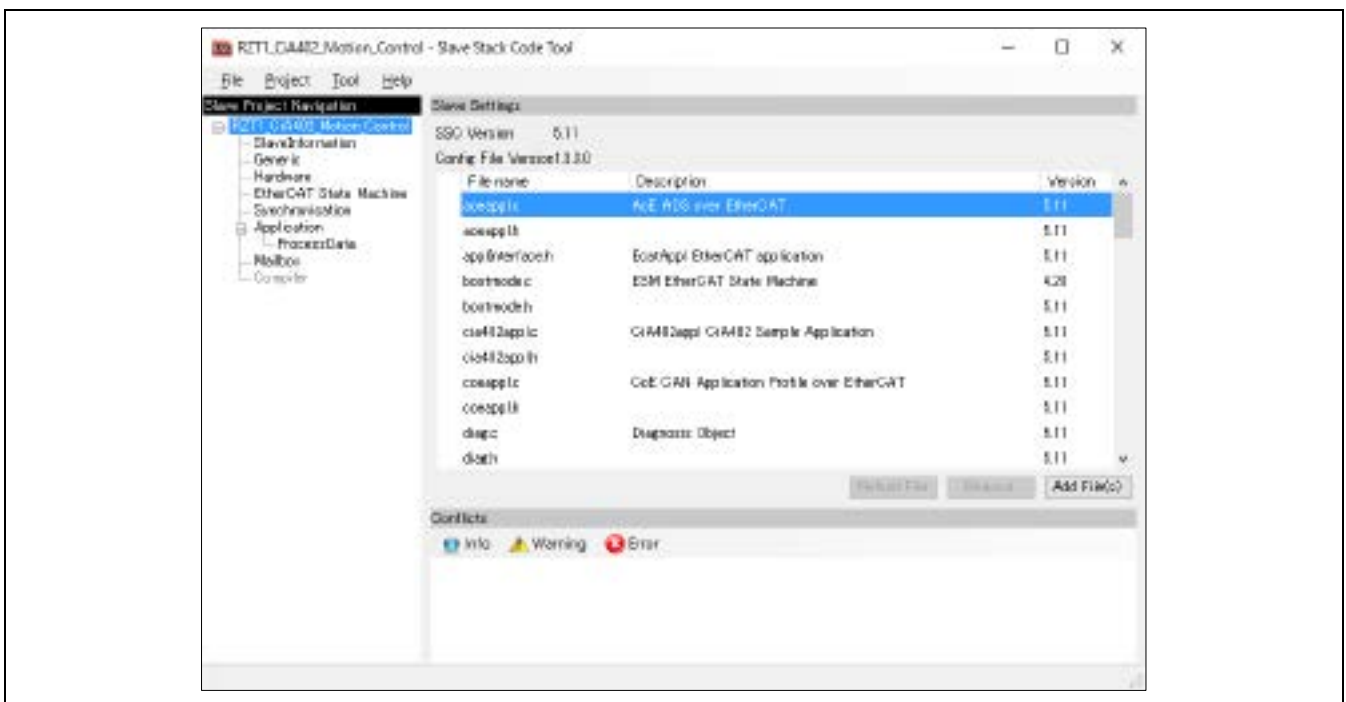 RZT1_CiA402_Motion_Control - Slave Stack Code Tool
File Project Tool Help
Slave Project Navigation
RZT1_CiA402_Motion_Control
SlaveInformation
Generic
Hardware
EtherCAT State Machine
Synchronisation
Application
ProcessData
Mailbox
Compiler
Slave Settings
SSC Version 5.11
Config File Version1.3.3.0
File name Description Version
aoeappl.c AoE ADS over EtherCAT 5.11
aoeappl.h 5.11
applInterface.h EcatAppl EtherCAT application 5.11
bootmode.c ESM EtherCAT State Machine 4.20
bootmode.h 5.11
cia402appl.c CiA402appl CiA402 Sample Application 5.11
cia402appl.h 5.11
coeappl.c CoE CAN Application Profile over EtherCAT 5.11
coeappl.h 5.11
diag.c Diagnosis Object 5.11
diag.h 5.11
Reload File Remove Add File(s)
Conflicts
Info Warning Error